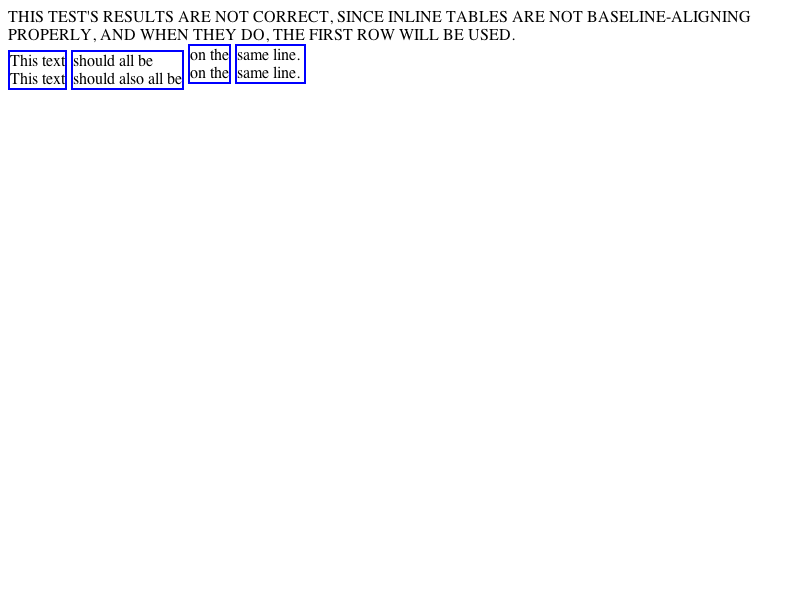 THIS TEST'S RESULTS ARE NOT CORRECT, SINCE INLINE TABLES ARE NOT BASELINE-ALIGNING
PROPERLY, AND WHEN THEY DO, THE FIRST ROW WILL BE USED.
This text should all be on the same line.
This text should also all be on the same line.